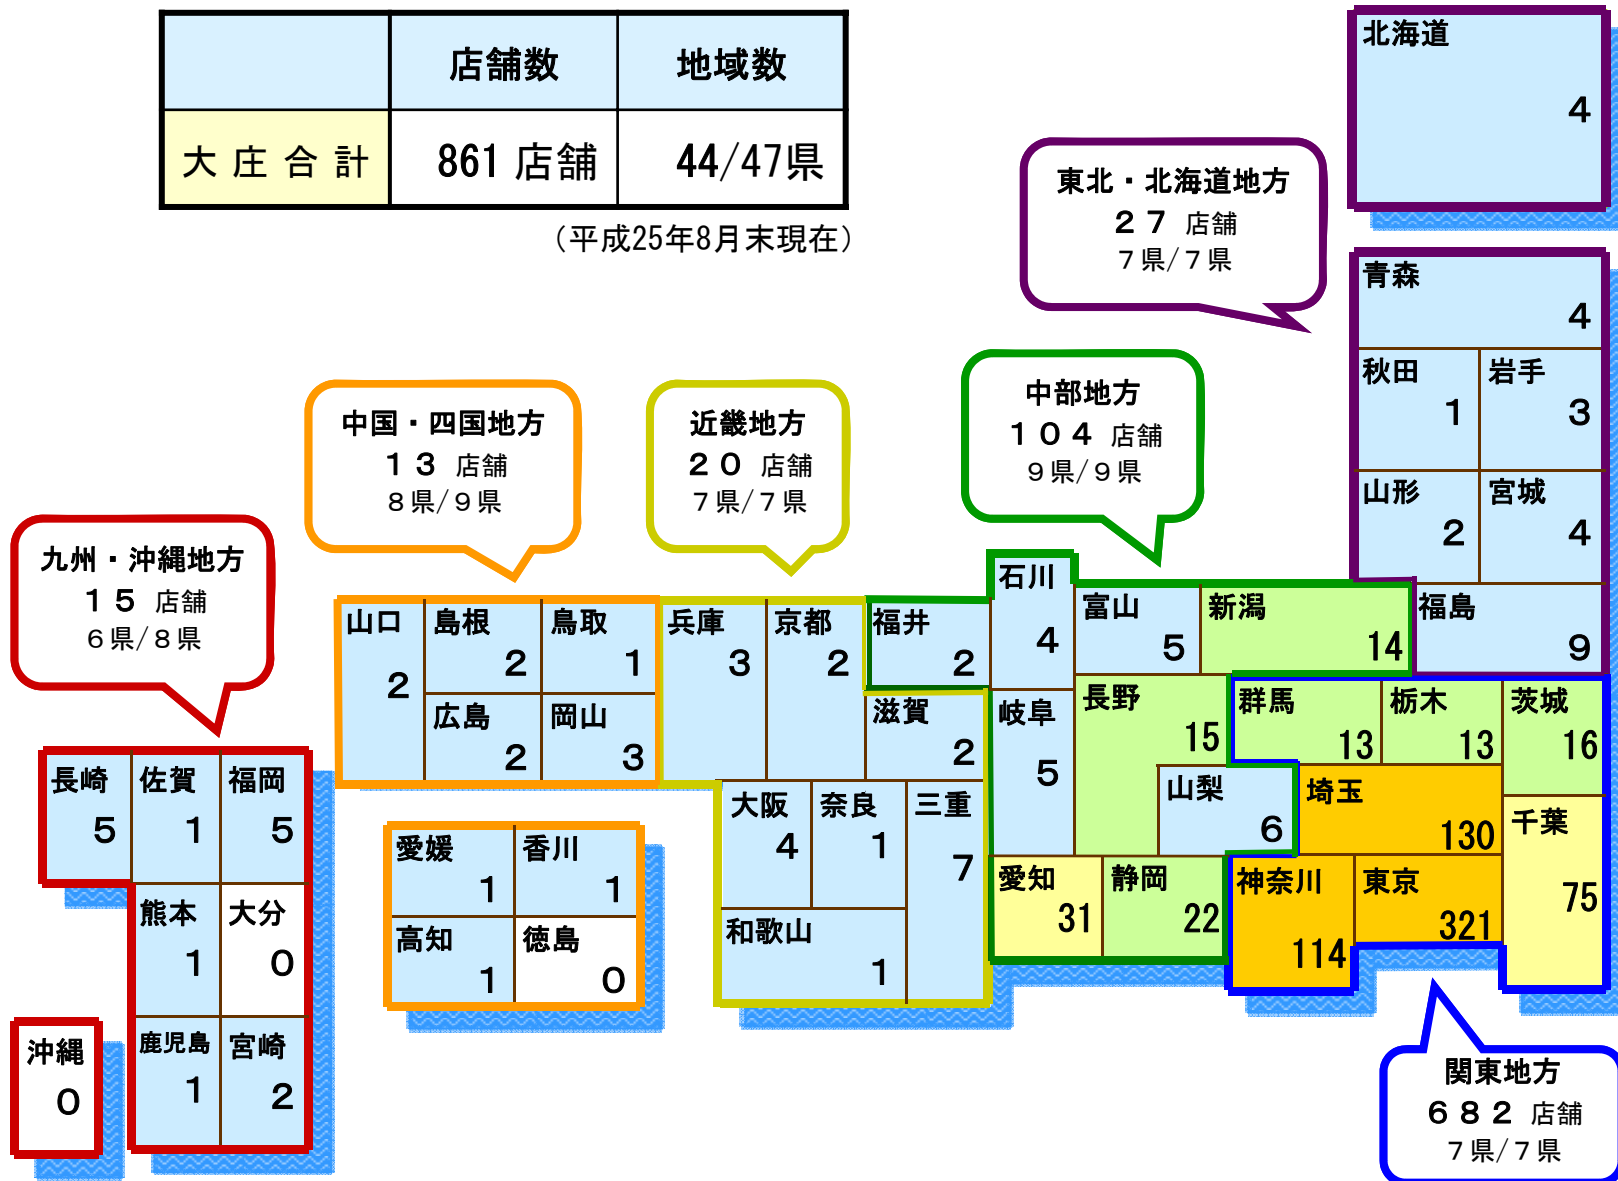 店舗数 地域数
大庄合計 861 店舗 44/47県
（平成25年8月末現在）
北海道
4
東北・北海道地方
２７ 店舗
７県/７県
青森
4
秋田 岩手
1 3
山形 宮城
2 4
福島
9
中部地方
１０４ 店舗
９県/９県
石川
4
富山
5
新潟
14
福井
2
岐阜
5
長野
15
山梨
6
愛知
31
静岡
22
近畿地方
２０ 店舗
７県/７県
兵庫
3
京都
2
滋賀
2
大阪
4
奈良
1
三重
7
和歌山
1
中国・四国地方
１３ 店舗
８県/９県
山口
2
島根
2
鳥取
1
広島
2
岡山
3
愛媛
1
香川
1
高知
1
徳島
0
九州・沖縄地方
１５ 店舗
６県/８県
長崎
5
佐賀
1
福岡
5
熊本
1
大分
0
鹿児島
1
宮崎
2
沖縄
0
群馬
13
栃木
13
茨城
16
埼玉
130
千葉
75
神奈川
114
東京
321
関東地方
６８２ 店舗
７県/７県